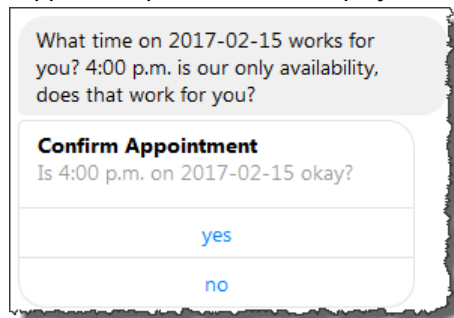 What time on 2017-02-15 works for
you? 4:00 p.m. is our only availability,
does that work for you?
Confirm Appointment
Is 4:00 p.m. on 2017-02-15 okay?
yes
no